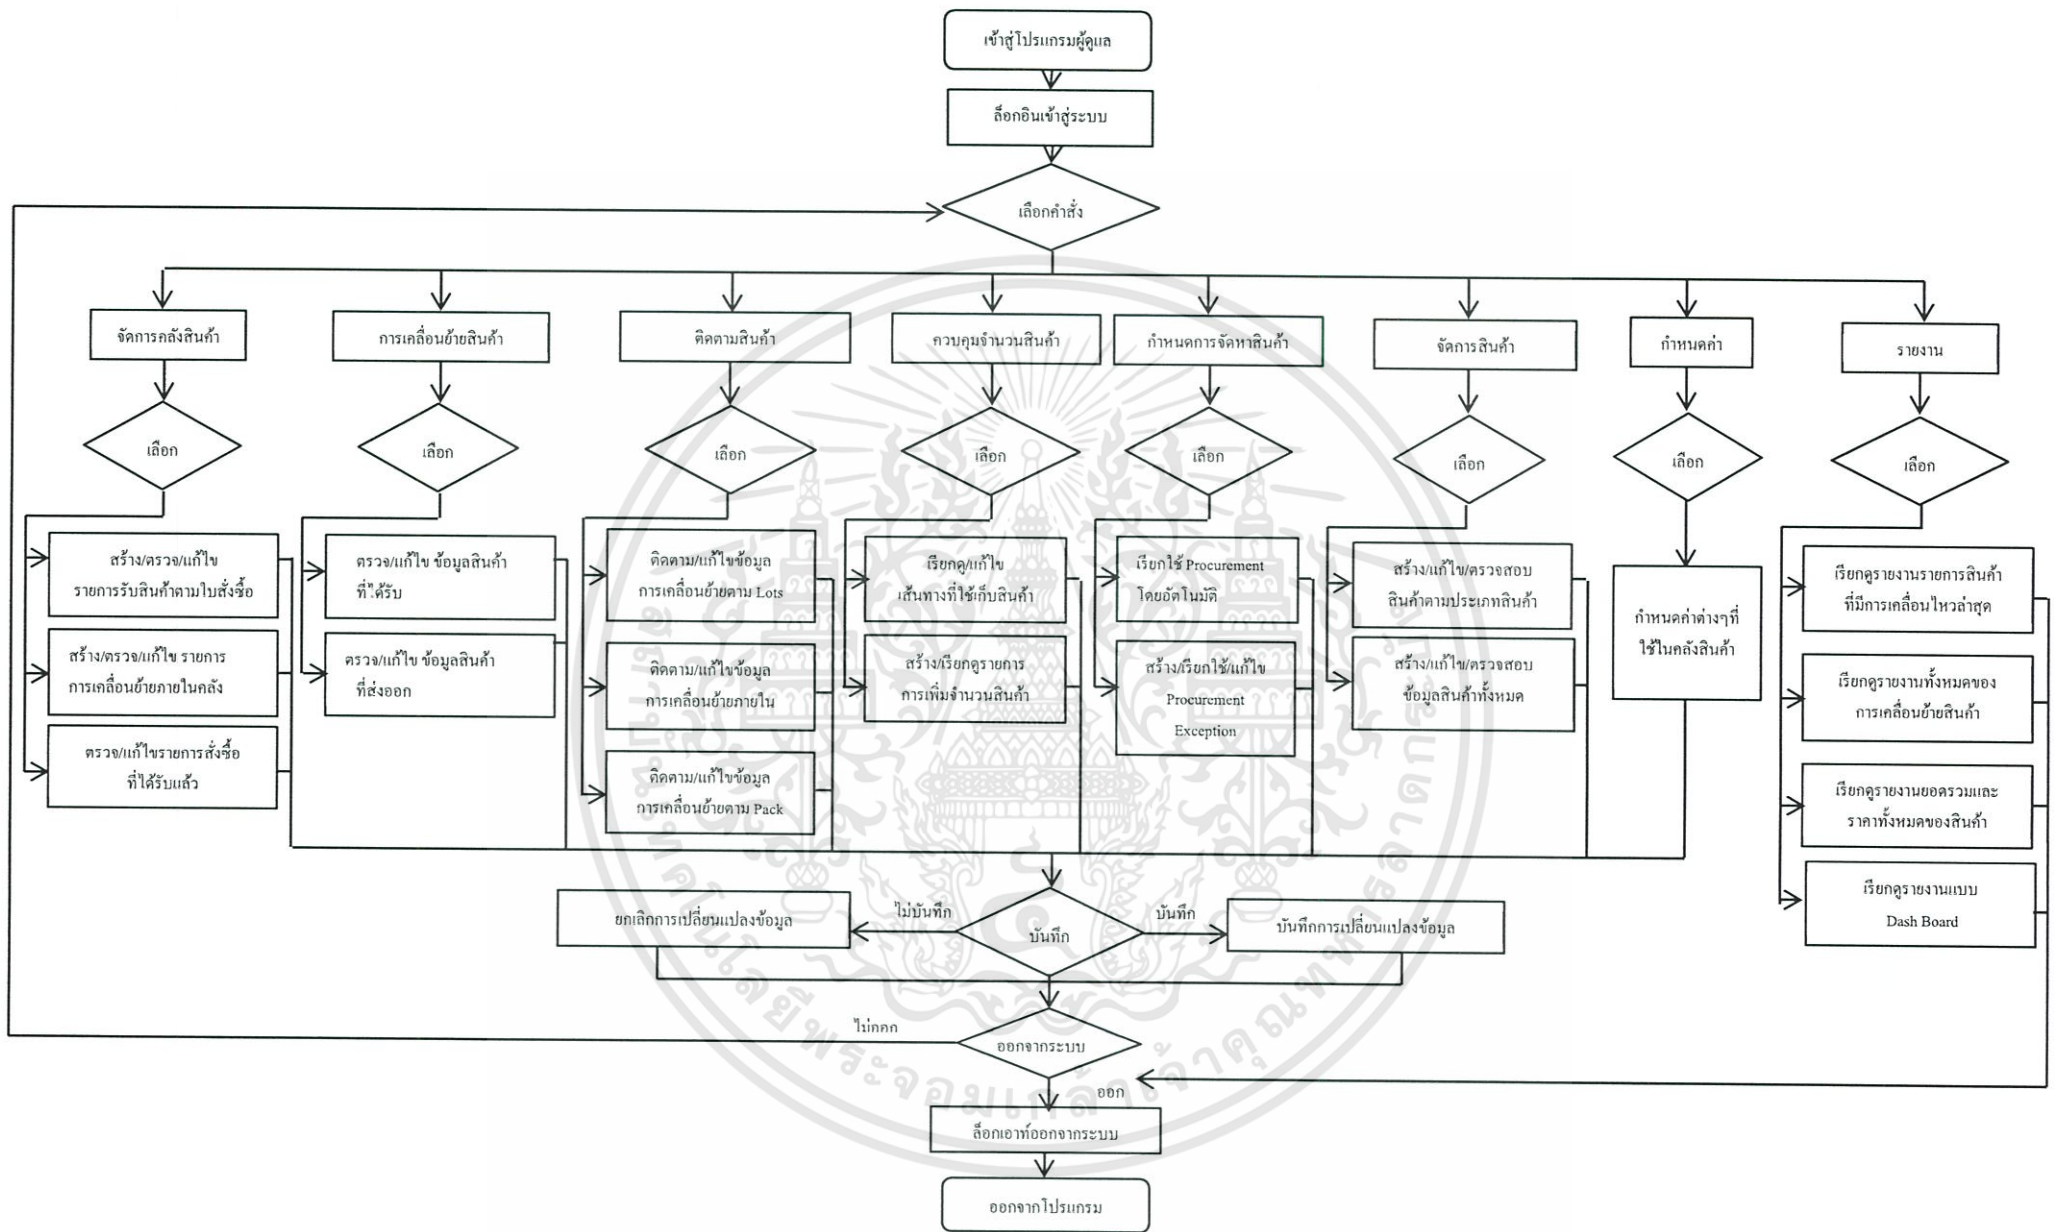 เข้าสู่โปรแกรมผู้ดูแล
ล็อกอินเข้าสู่ระบบ
เลือกคำสั่ง
จัดการคลังสินค้า
การเคลื่อนย้ายสินค้า
ติดตามสินค้า
ควบคุมจำนวนสินค้า
กำหนดการจัดหาสินค้า
จัดการสินค้า
กำหนดค่า
รายงาน
เลือก
เลือก
เลือก
เลือก
เลือก
เลือก
เลือก
เลือก
สร้าง/ตรวจ/แก้ไข
รายการรับสินค้าตามใบสั่งซื้อ
สร้าง/ตรวจ/แก้ไข รายการ
การเคลื่อนย้ายภายในคลัง
ตรวจ/แก้ไขรายการสั่งซื้อ
ที่ได้รับแล้ว
ตรวจ/แก้ไข ข้อมูลสินค้า
ที่ได้รับ
ตรวจ/แก้ไข ข้อมูลสินค้า
ที่ส่งออก
ติดตาม/แก้ไขข้อมูล
การเคลื่อนย้ายตาม Lots
ติดตาม/แก้ไขข้อมูล
การเคลื่อนย้ายภายใน
ติดตาม/แก้ไขข้อมูล
การเคลื่อนย้ายตาม Pack
เรียกดู/แก้ไข
เส้นทางที่ใช้เก็บสินค้า
สร้าง/เรียกดูรายการ
การเพิ่มจำนวนสินค้า
เรียกใช้ Procurement
โดยอัตโนมัติ
สร้าง/เรียกใช้/แก้ไข
Procurement
Exception
สร้าง/แก้ไข/ตรวจสอบ
สินค้าตามประเภทสินค้า
สร้าง/แก้ไข/ตรวจสอบ
ข้อมูลสินค้าทั้งหมด
กำหนดค่าต่างๆที่
ใช้ในคลังสินค้า
เรียกดูรายงานรายการสินค้า
ที่มีการเคลื่อนไหวล่าสุด
เรียกดูรายงานทั้งหมดของ
การเคลื่อนย้ายสินค้า
เรียกดูรายงานยอดรวมและ
ราคาทั้งหมดของสินค้า
เรียกดูรายงานแบบ
Dash Board
ยกเลิกการเปลี่ยนแปลงข้อมูล
ไม่บันทึก
บันทึก
บันทึก
บันทึกการเปลี่ยนแปลงข้อมูล
ไม่ออก
ออกจากระบบ
ออก
ล็อกเอาท์ออกจากระบบ
ออกจากโปรแกรม